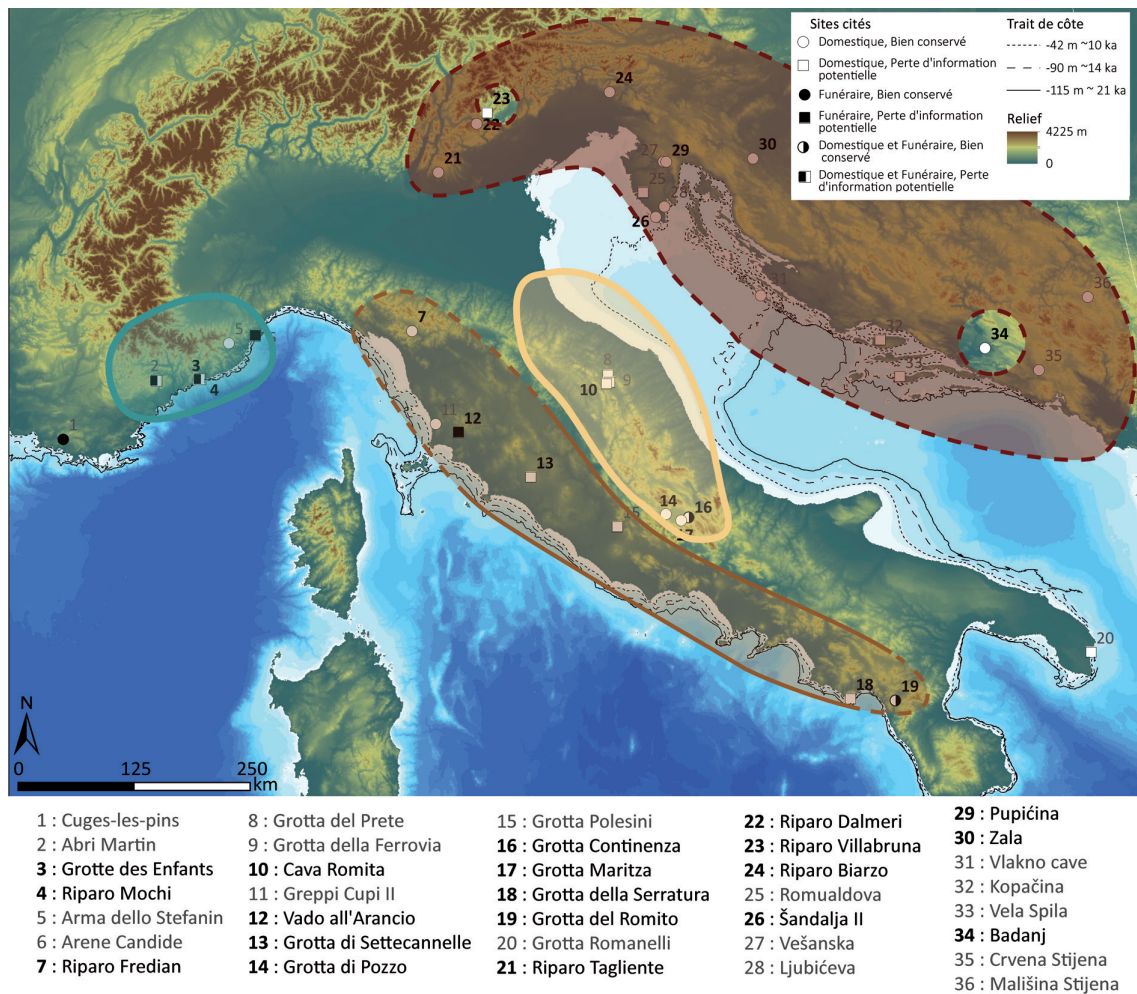 Sites cités
Domestique, Bien conservé
Domestique, Perte d'information
potentielle
Funéraire, Bien conservé
Funéraire, Perte d'information
potentielle
Domestique et Funéraire, Bien
conservé
Domestique et Funéraire, Perte
d'information potentielle
Trait de côte
-42 m ~10 ka
-90 m ~14 ka
-115 m ~ 21 ka
Relief
4225 m
0
23
24
22
21
27
29
30
25
28
26
31
36
32
34
33
35
7
5
2
3
4
1
8
10
9
11
12
13
14
16
17
15
20
18
19
N
0
125
250
km
1 : Cuges-les-pins
2 : Abri Martin
3 : Grotte des Enfants
4 : Riparo Mochi
5 : Arma dello Stefanin
6 : Arene Candide
7 : Riparo Fredian
8 : Grotta del Prete
9 : Grotta della Ferrovia
10 : Cava Romita
11 : Greppi Cupi II
12 : Vado all'Arancio
13 : Grotta di Settecannelle
14 : Grotta di Pozzo
15 : Grotta Polesini
16 : Grotta Continenza
17 : Grotta Maritza
18 : Grotta della Serratura
19 : Grotta del Romito
20 : Grotta Romanelli
21 : Riparo Tagliente
22 : Riparo Dalmeri
23 : Riparo Villabruna
24 : Riparo Biarzo
25 : Romualdova
26 : Šandalja II
27 : Vešanska
28 : Ljubićeva
29 : Pupićina
30 : Zala
31 : Vlakno cave
32 : Kopačina
33 : Vela Spila
34 : Badanj
35 : Crvena Stijena
36 : Mališina Stijena